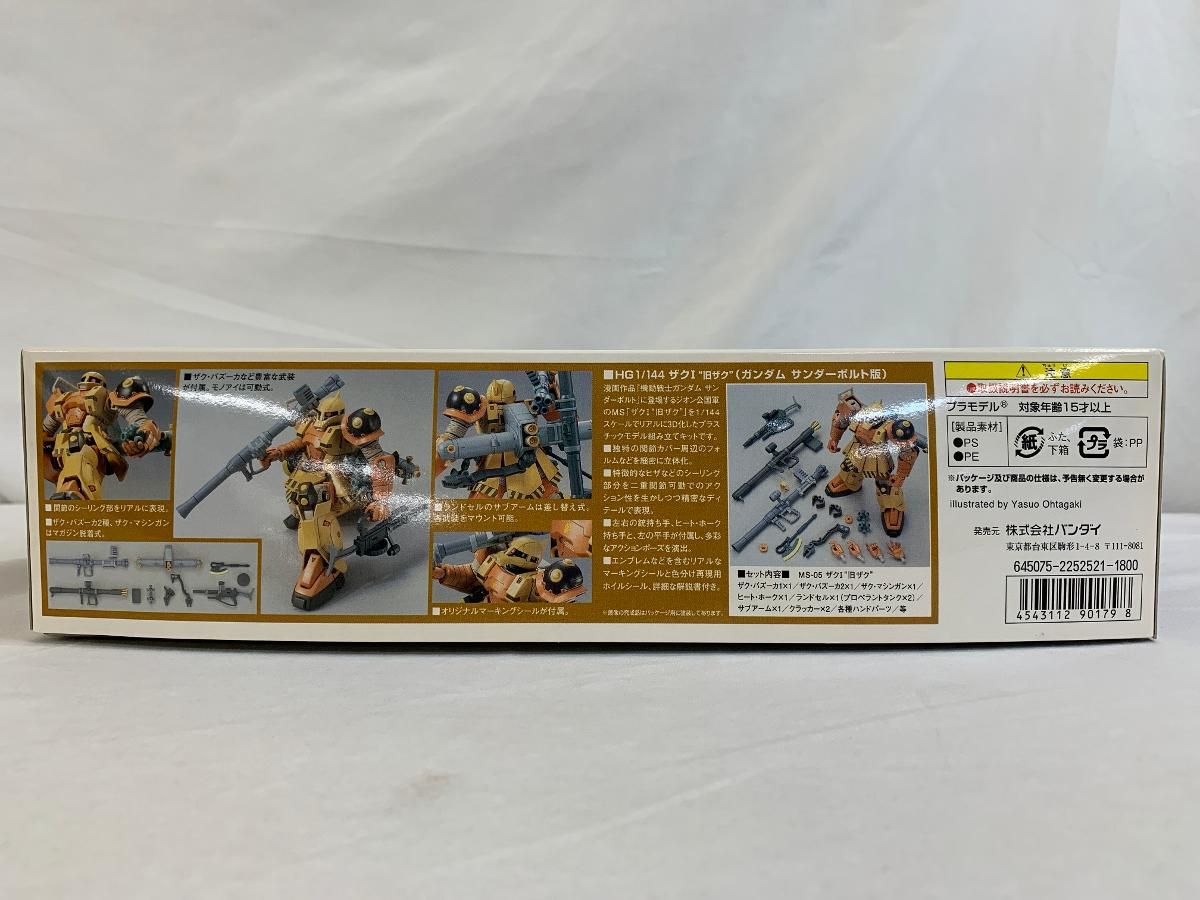 ■ザク・バズーカなど豊富な武装
が付属。モノアイは可動式。
■関節のシーリング部をリアルに表現。
■ザク・バズーカ2種、ザク・マシンガン
はマガジン脱着式。
■ランドセルのサブアームは差し替え式。
各武装をマウント可能。
■オリジナルマーキングシールが付属。
■HG 1/144 ザクⅠ"旧ザク"(ガンダム サンダーボルト版)
漫画作品「機動戦士ガンダム サン
ダーボルト」に登場するジオン公国軍
のMS「ザクⅠ"旧ザク"」を1/144
スケールでリアルに3D化したプラス
チックモデル組み立てキットです。
■独特の関節カバー周辺のフォ
ルムなどを細密に立体化。
■特徴的なヒザなどのシーリング
部分を二重関節可動でのアク
ション性を生かしつつ精密なディ
テールで表現。
■左右の銃持ち手、ヒート・ホーク
持ち手と、左の平手が付属し、多彩
なアクションポーズを演出。
■エンブレムなどを含むリアルな
マーキングシールと色分け再現用
ホイルシール、詳細な解説書付き。
※画像の完成品はパッケージ用に塗装してあります。
■セット内容■ MS-05 ザクⅠ"旧ザク"
ザク・バズーカ1×1/ザク・バズーカ2×1/ザク・マシンガン×1/
ヒート・ホーク×1/ランドセル×1(プロペラントタンク×2)/
サブアーム×1/クラッカー×2/各種ハンドパーツ/等
注意
必ず取扱説明書を必ずお読みください。
プラモデル® 対象年齢15才以上
[製品素材]
●PS
●PE
紙
ふた、
下箱
プラ
袋:PP
※パッケージ及び商品の仕様は、予告無く変更する場合が
あります。
illustrated by Yasuo Ohtagaki
発売元 株式会社バンダイ
東京都台東区駒形1-4-8 〒111-8081
645075-2252521-1800
4543112 90179 8